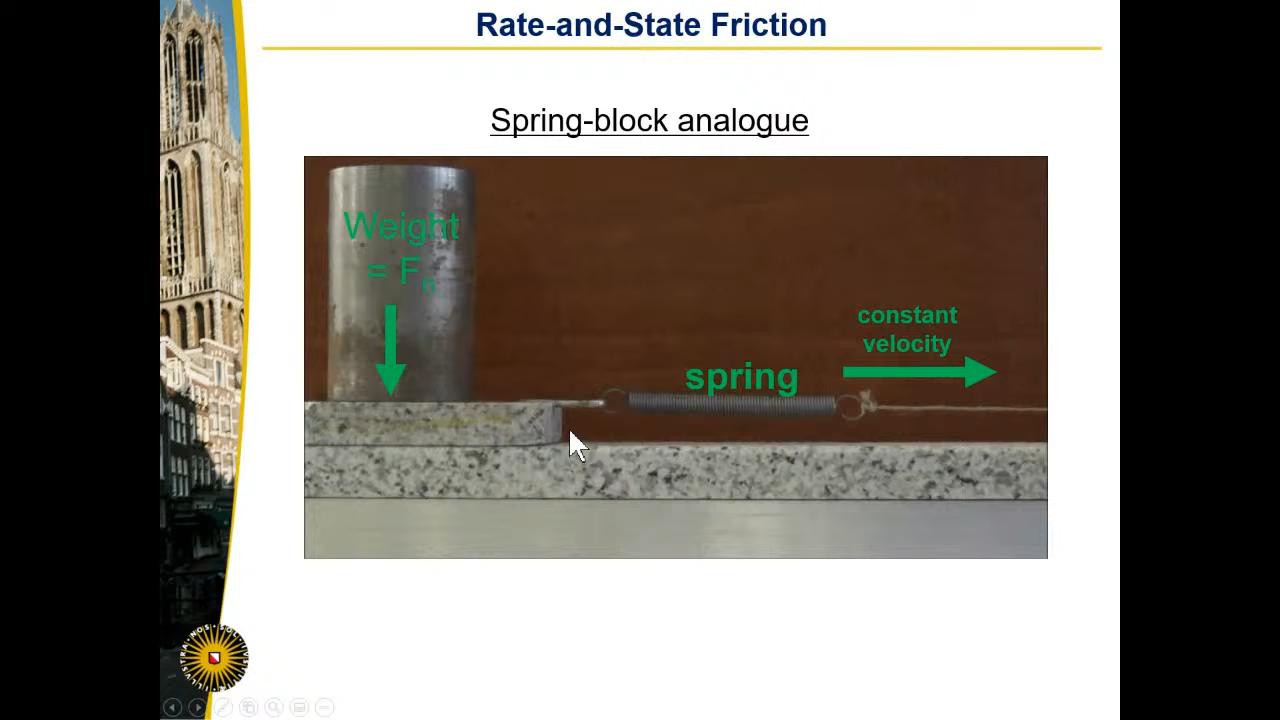 Rate-and-State Friction
Spring-block analogue
Weight
= Fn
constant
velocity
spring